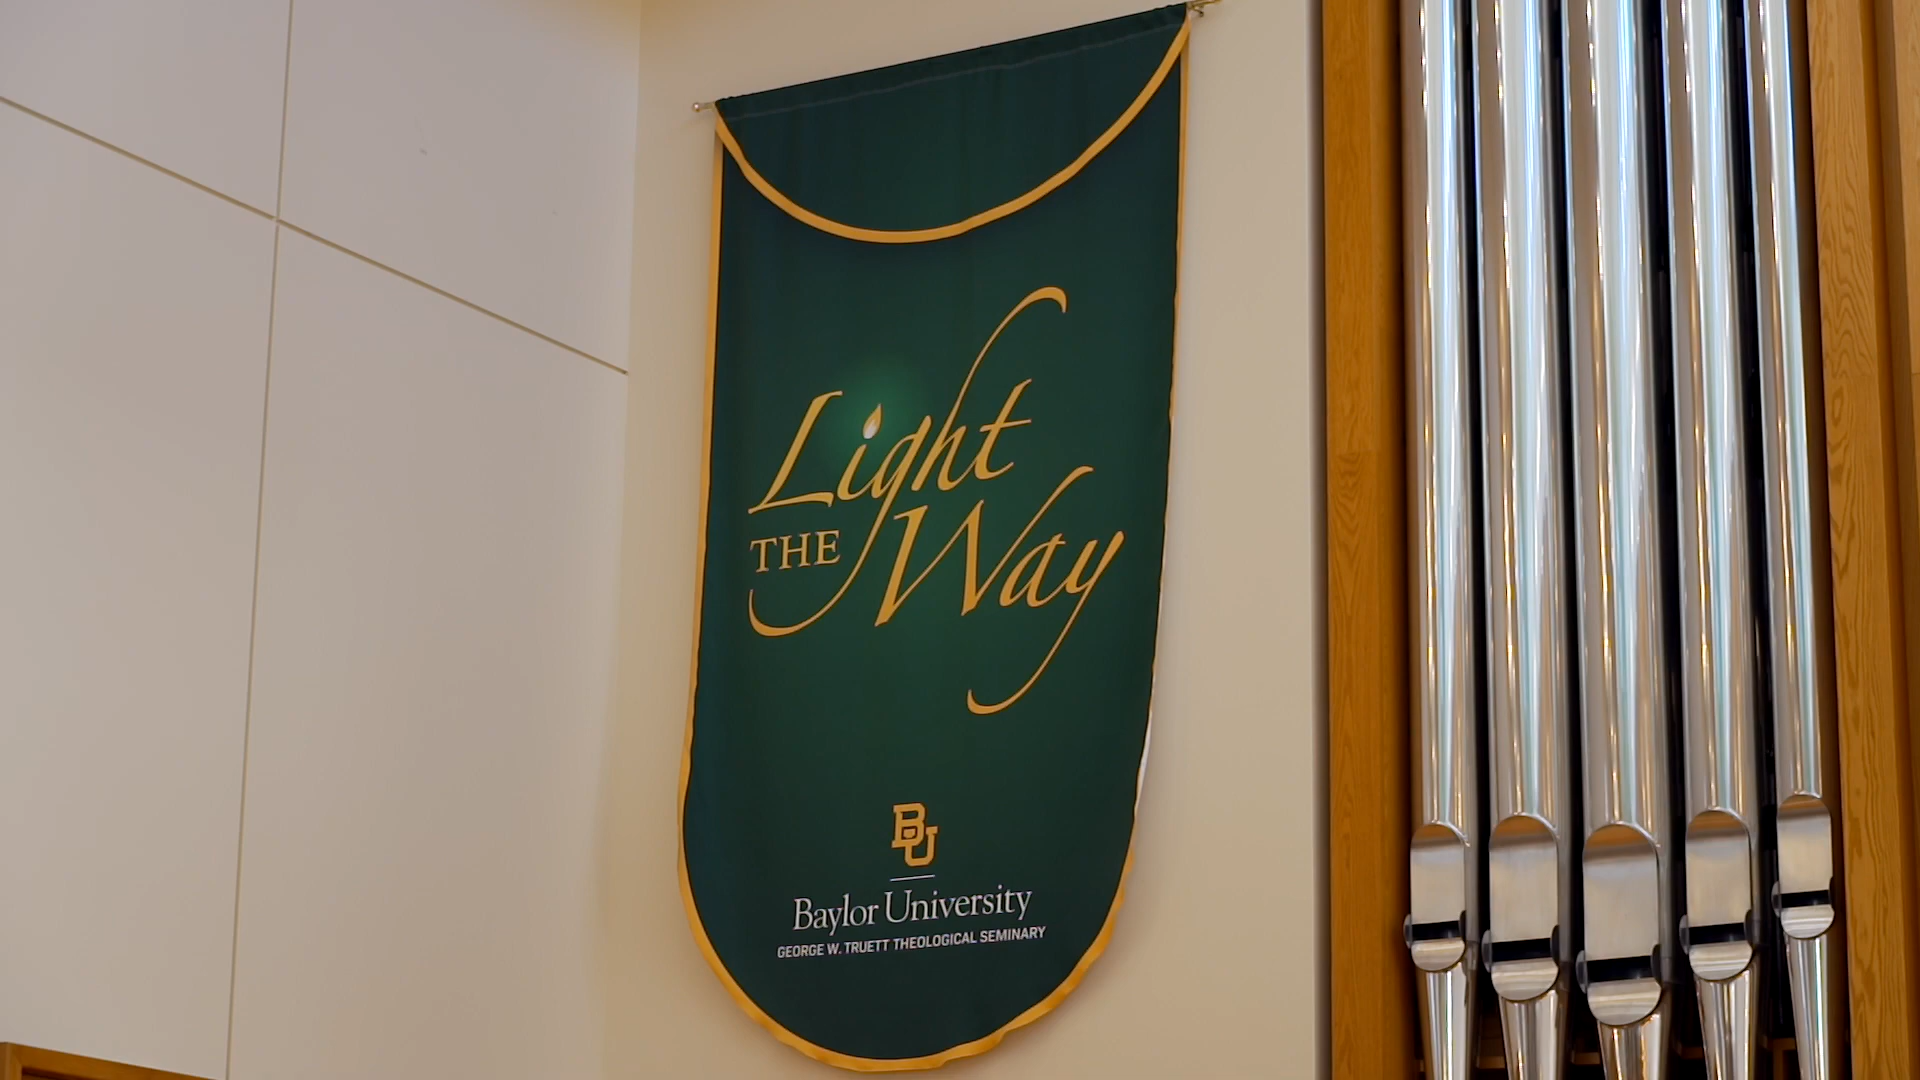 Light
THE Way
BU
Baylor University
GEORGE W. TRUETT THEOLOGICAL SEMINARY